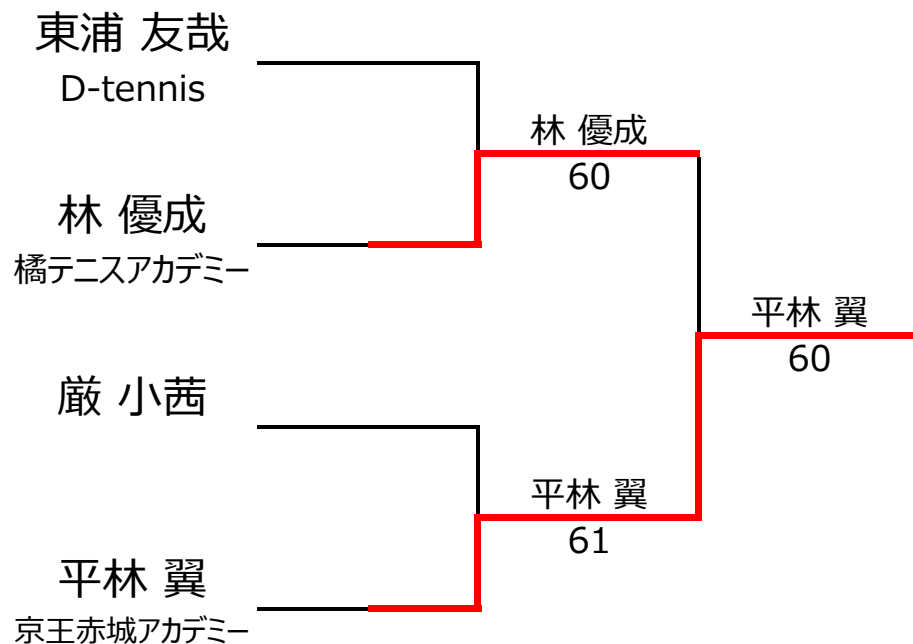 東浦 友哉
D-tennis
林 優成
60
林 優成
橘テニスアカデミー
平林 翼
60
厳 小茜
平林 翼
61
平林 翼
京王赤城アカデミー